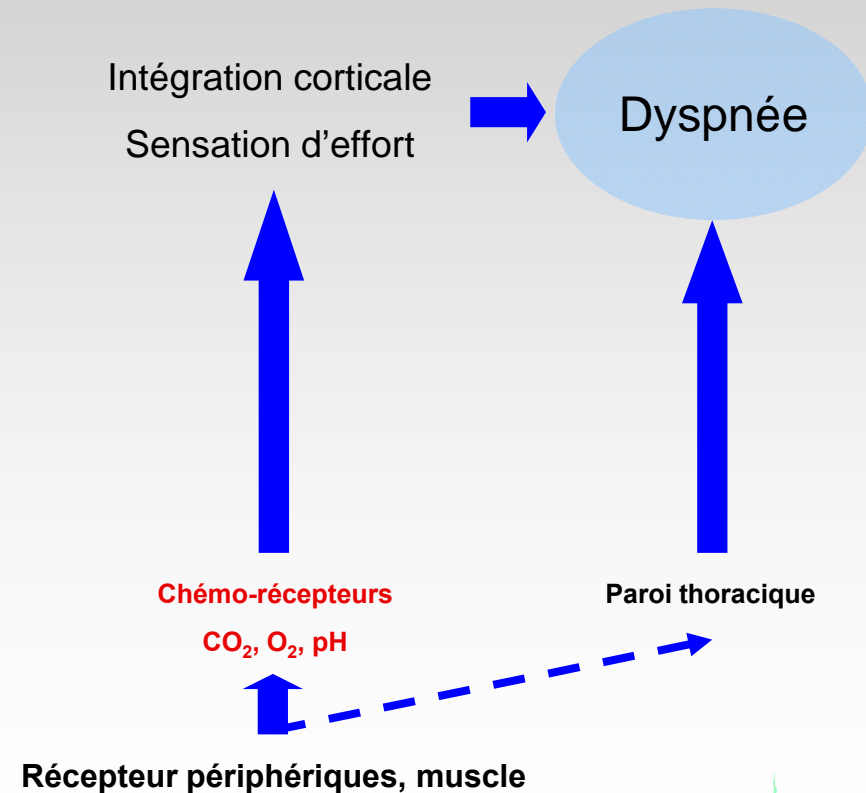 Intégration corticale
Sensation d’effort
Dyspnée
Chémo-récepteurs
CO₂, O₂, pH
Paroi thoracique
Récepteur périphériques, muscle